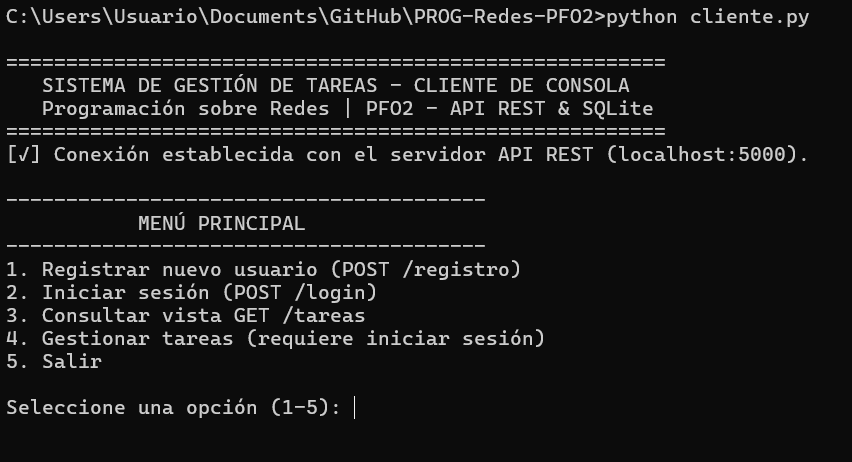 C:\Users\Usuario\Documents\GitHub\PROG-Redes-PFO2>python cliente.py
=======================================================
SISTEMA DE GESTIÓN DE TAREAS - CLIENTE DE CONSOLA
Programación sobre Redes | PFO2 - API REST & SQLite
=======================================================
[√] Conexión establecida con el servidor API REST (localhost:5000).
----------------------------------------
MENÚ PRINCIPAL
----------------------------------------
1. Registrar nuevo usuario (POST /registro)
2. Iniciar sesión (POST /login)
3. Consultar vista GET /tareas
4. Gestionar tareas (requiere iniciar sesión)
5. Salir
Seleccione una opción (1-5):